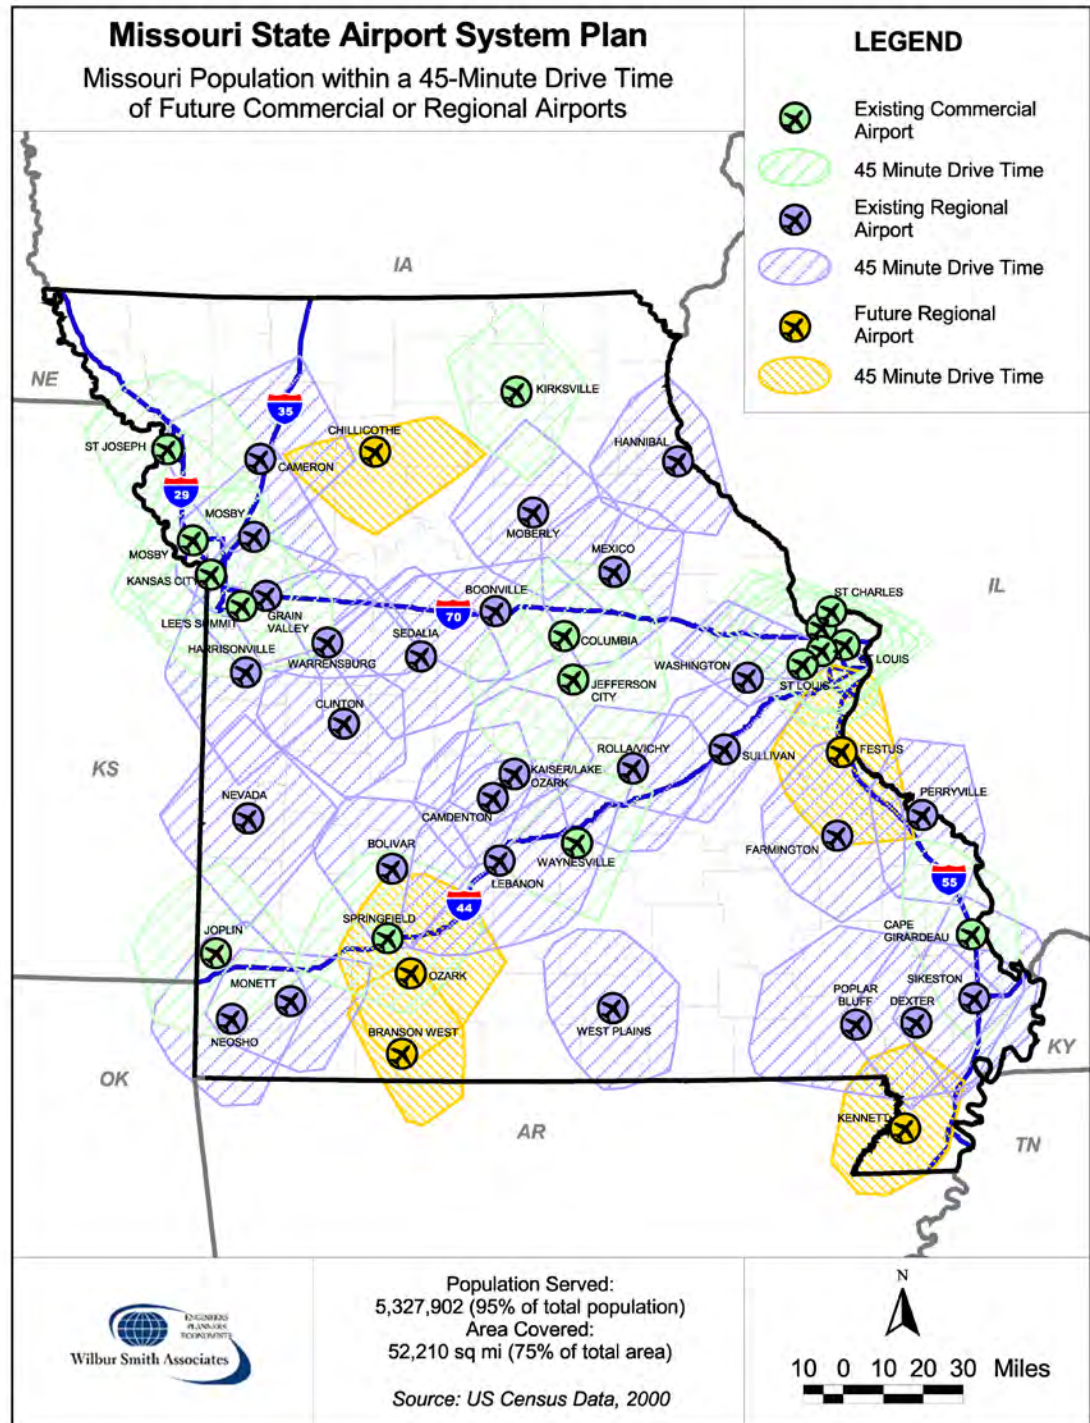 Missouri State Airport System Plan
Missouri Population within a 45-Minute Drive Time
of Future Commercial or Regional Airports
LEGEND
Existing Commercial
Airport
45 Minute Drive Time
Existing Regional
Airport
45 Minute Drive Time
Future Regional
Airport
45 Minute Drive Time
IA
NE
KIRKSVILLE
35
CHILLICOTHE
HANNIBAL
ST JOSEPH
CAMERON
29
MOSBY
MOBERLY
MOSBY
MEXICO
KANSAS CITY
BOONVILLE
ST CHARLES
IL
LEE'S SUMMIT
GRAIN
VALLEY
70
SEDALIA
COLUMBIA
HARRISONVILLE
WARRENSBURG
WASHINGTON
ST LOUIS
ST LOUIS
JEFFERSON
CITY
CLINTON
KS
ROLLA/VICHY
SULLIVAN
FESTUS
KAISER/LAKE
OZARK
NEVADA
CAMDENTON
PERRYVILLE
BOLIVAR
WAYNESVILLE
FARMINGTON
LEBANON
55
44
SPRINGFIELD
CAPE
GIRARDEAU
JOPLIN
OZARK
SIKESTON
MONETT
POPLAR
BLUFF
DEXTER
NEOSHO
BRANSON WEST
WEST PLAINS
KY
OK
KENNETT
AR
TN
ENGINEERS
PLANNERS
ECONOMISTS
Wilbur Smith Associates
Population Served:
5,327,902 (95% of total population)
Area Covered:
52,210 sq mi (75% of total area)
Source: US Census Data, 2000
N
10 0 10 20 30 Miles